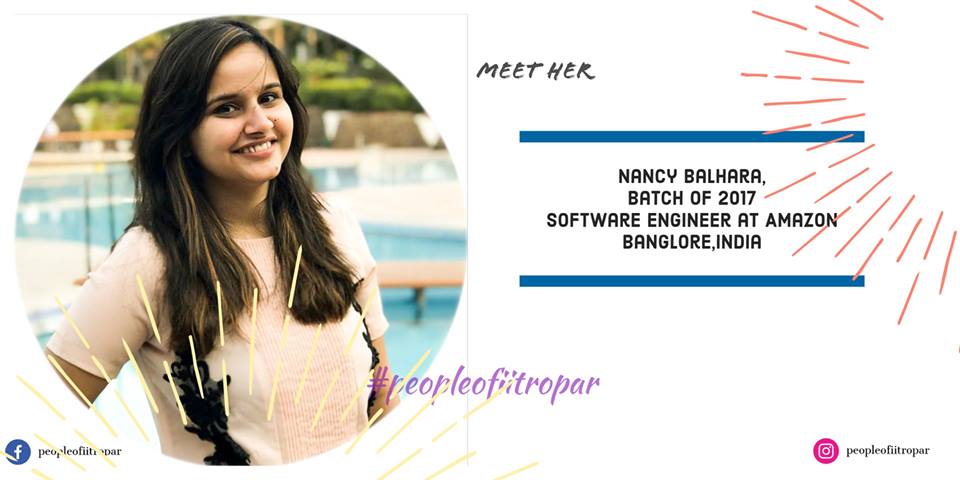 MEET HER
NANCY BALHARA,
BATCH OF 2017
SOFTWARE ENGINEER AT AMAZON
BANGLORE,INDIA
#peopleofiitropar
peopleofiitropar
peopleofiitropar